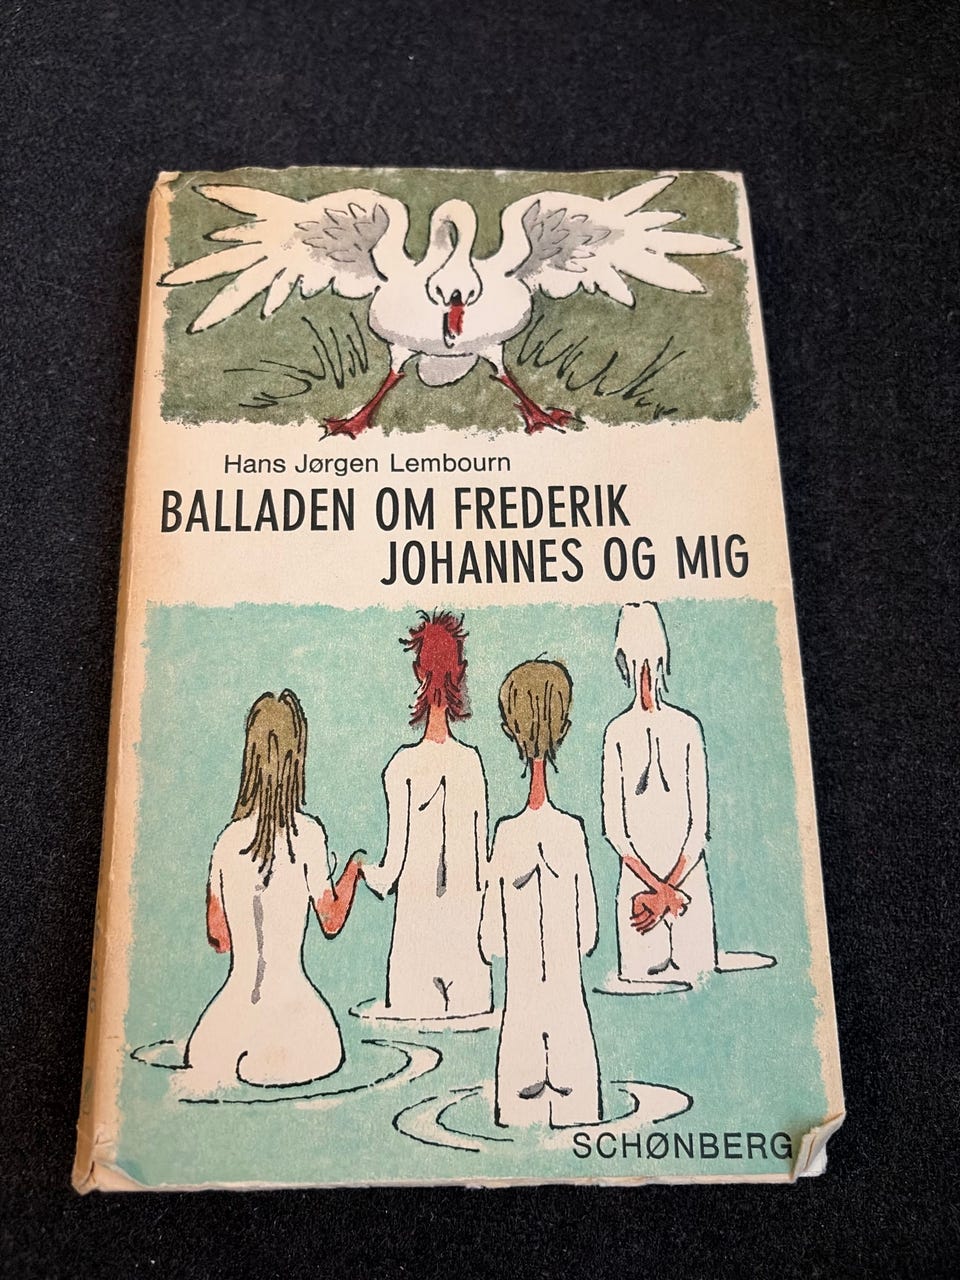 Hans Jørgen Lembourn
BALLADEN OM FREDERIK
JOHANNES OG MIG
SCHØNBERG